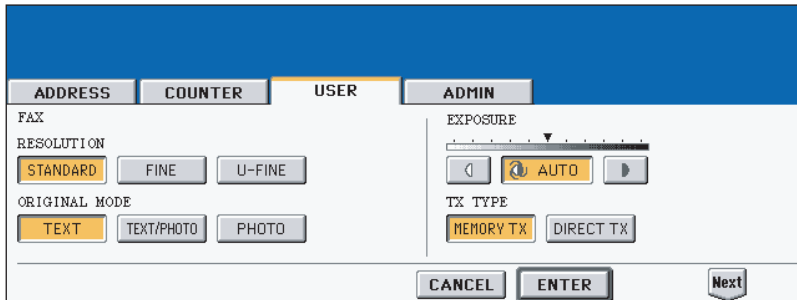 ADDRESS COUNTER USER ADMIN
FAX
RESOLUTION
STANDARD FINE U-FINE
ORIGINAL MODE
TEXT TEXT/PHOTO PHOTO
EXPOSURE
AUTO
TX TYPE
MEMORY TX DIRECT TX
CANCEL ENTER Next